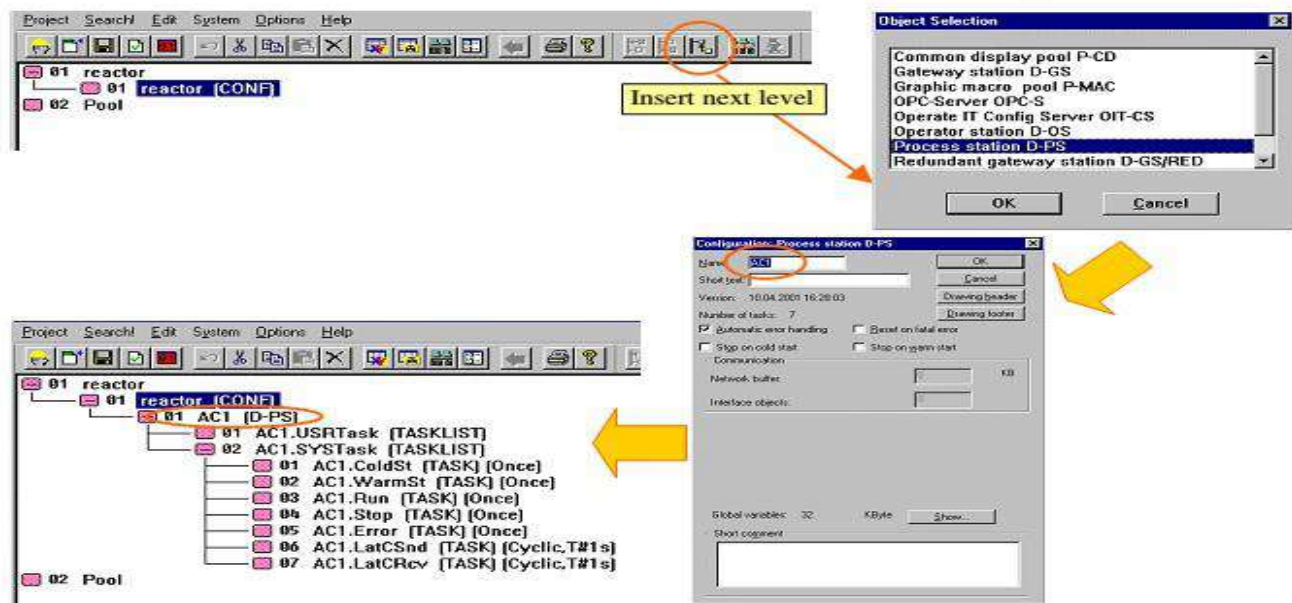 Project Search! Edit System Options Help
01 reactor
01 reactor [CONF]
02 Pool
Insert next level
Object Selection
Common display pool P-CD
Gateway station D-GS
Graphic macro pool P-MAC
OPC-Server OPC-S
Operate IT Config Server OIT-CS
Operator station D-OS
Process station D-PS
Redundant gateway station D-GS/RED
OK Cancel
Configuration: Process station D-PS
Name: AC1 OK
Short text: Cancel
Version: 10.04.2001 16:28:03 Drawing header
Number of tasks: 7 Drawing footer
Automatic error handling Reset on fatal error
Stop on cold start Stop on warm start
Communication
Network buffer: KB
Interface objects:
Global variables: 32 KByte Show...
Short comment
Project Search! Edit System Options Help
01 reactor
01 reactor [CONF]
01 AC1 [D-PS]
01 AC1.USRTask [TASKLIST]
02 AC1.SYSTask [TASKLIST]
01 AC1.ColdSt [TASK] [Once]
02 AC1.WarmSt [TASK] [Once]
03 AC1.Run [TASK] [Once]
04 AC1.Stop [TASK] [Once]
05 AC1.Error [TASK] [Once]
06 AC1.LatCSnd [TASK] [Cyclic,T#1s]
07 AC1.LatCRcv [TASK] [Cyclic,T#1s]
02 Pool